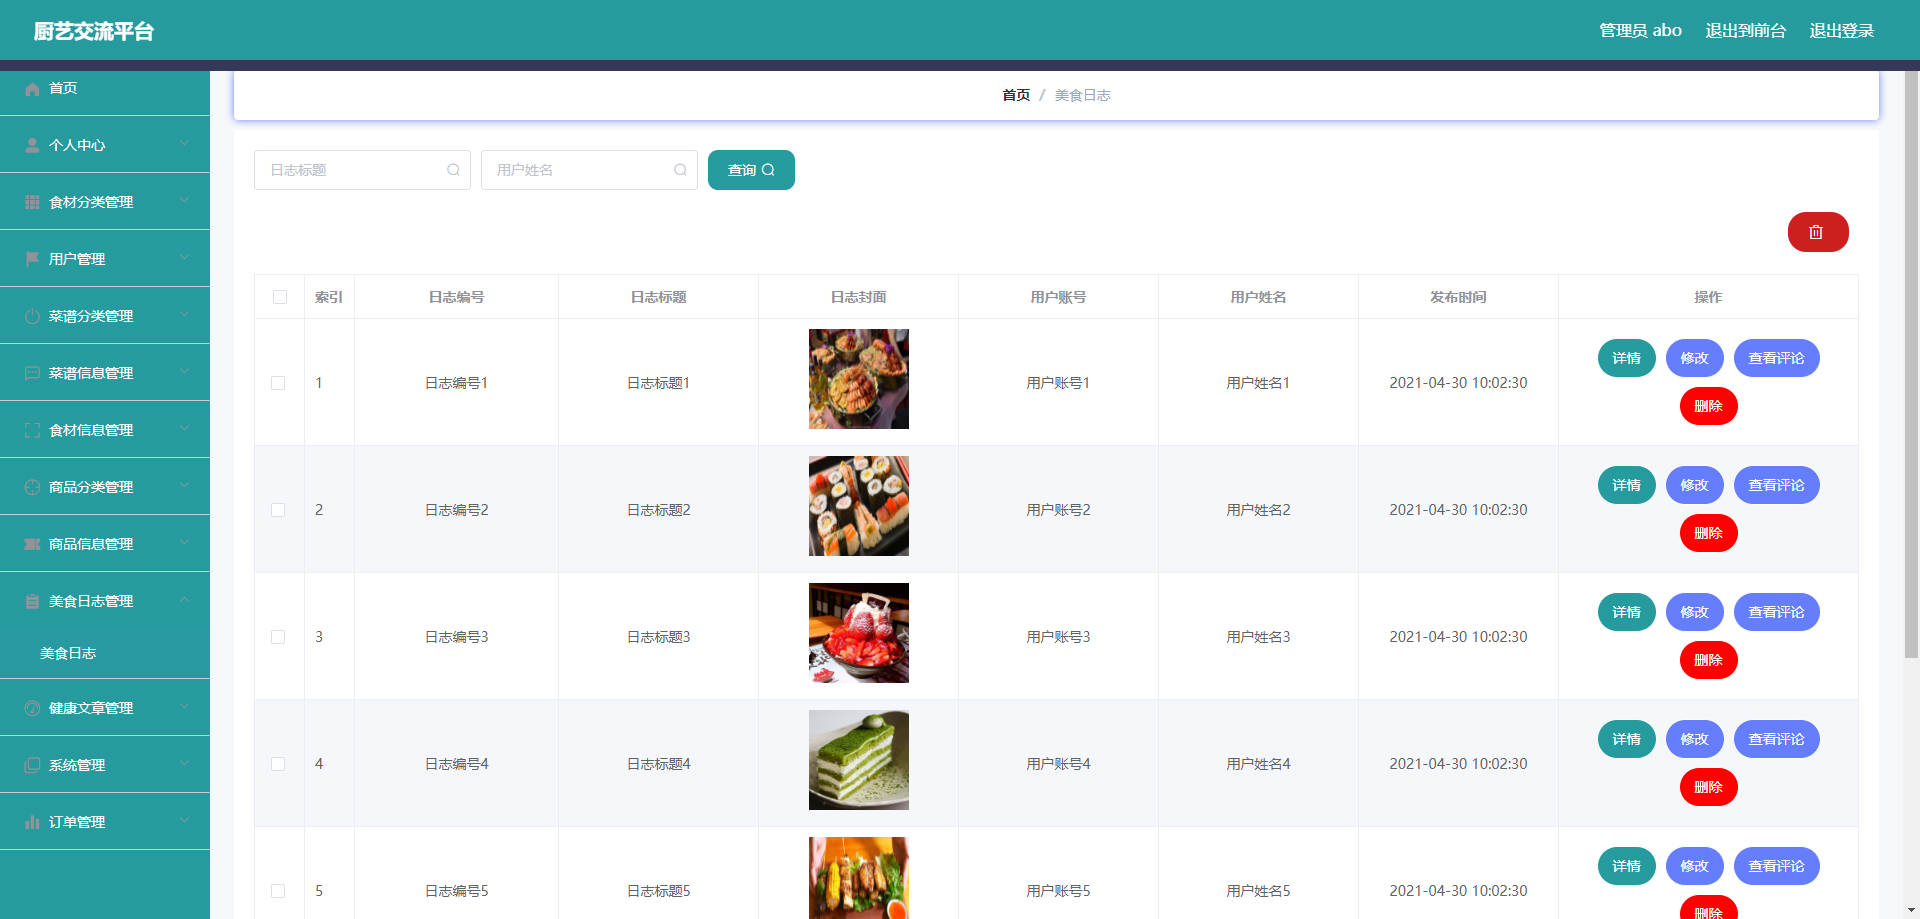 厨艺交流平台
管理员 abo 退出到前台 退出登录
首页
个人中心
食材分类管理
用户管理
菜谱分类管理
菜谱信息管理
食材信息管理
商品分类管理
商品信息管理
美食日志管理
美食日志
健康文章管理
系统管理
订单管理
首页 / 美食日志
日志标题 用户姓名 查询
索引 日志编号 日志标题 日志封面 用户账号 用户姓名 发布时间 操作
1 日志编号1 日志标题1 用户账号1 用户姓名1 2021-04-30 10:02:30 详情 修改 查看评论
删除
2 日志编号2 日志标题2 用户账号2 用户姓名2 2021-04-30 10:02:30 详情 修改 查看评论
删除
3 日志编号3 日志标题3 用户账号3 用户姓名3 2021-04-30 10:02:30 详情 修改 查看评论
删除
4 日志编号4 日志标题4 用户账号4 用户姓名4 2021-04-30 10:02:30 详情 修改 查看评论
删除
5 日志编号5 日志标题5 用户账号5 用户姓名5 2021-04-30 10:02:30 详情 修改 查看评论
删除